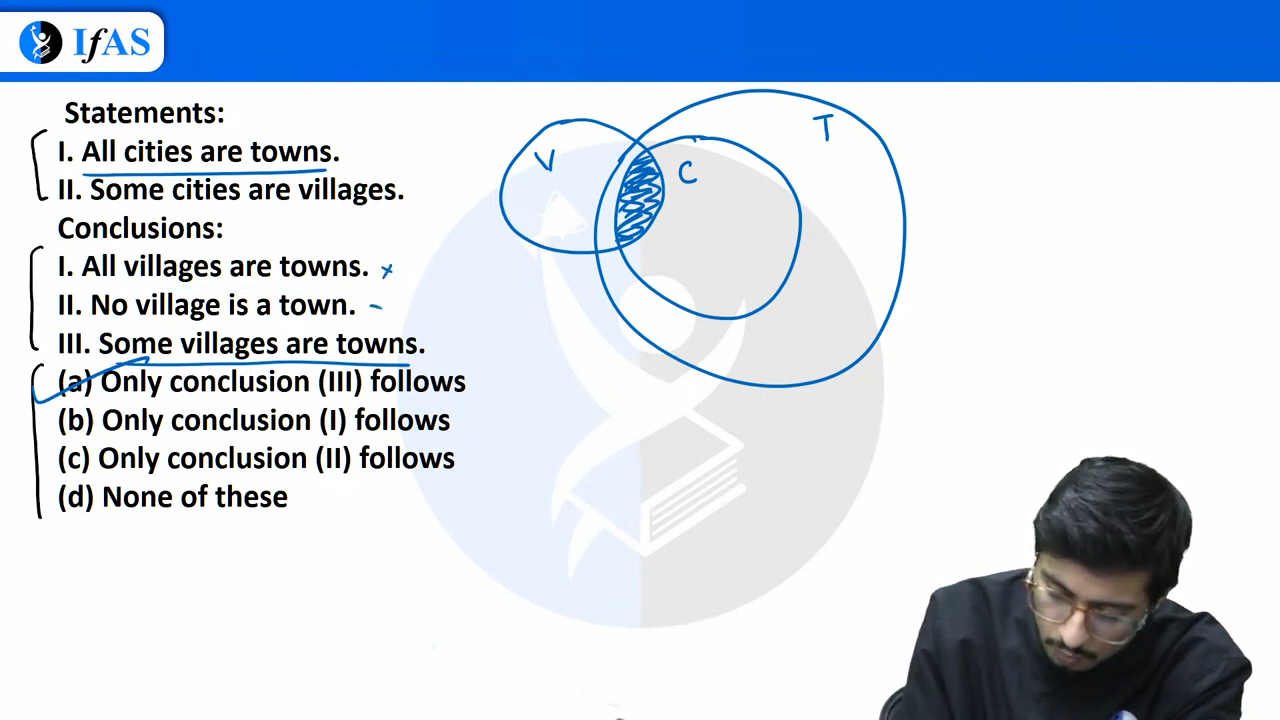 IfAS
Statements:
I. All cities are towns.
II. Some cities are villages.
Conclusions:
I. All villages are towns.
II. No village is a town.
III. Some villages are towns.
(a) Only conclusion (III) follows
(b) Only conclusion (I) follows
(c) Only conclusion (II) follows
(d) None of these
V
C
T